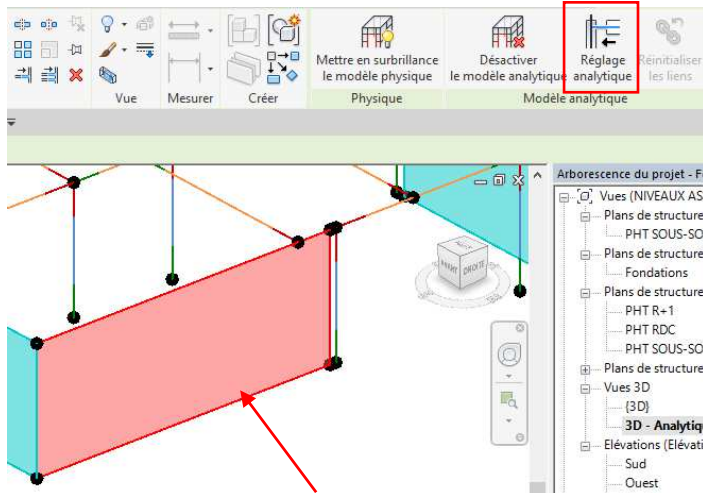 Mettre en surbrillance
le modèle physique
Désactiver
le modèle analytique
Réglage
analytique
Réinitialiser
les liens
Vue
Mesurer
Créer
Physique
Modèle analytique
Arborescence du projet - F
Vues (NIVEAUX AS
Plans de structure
PHT SOUS-SO
Plans de structure
Fondations
Plans de structure
PHT R+1
PHT RDC
PHT SOUS-SO
Plans de structure
Vues 3D
{3D}
3D - Analytiq
Elévations (Elévati
Sud
Ouest
DROITE